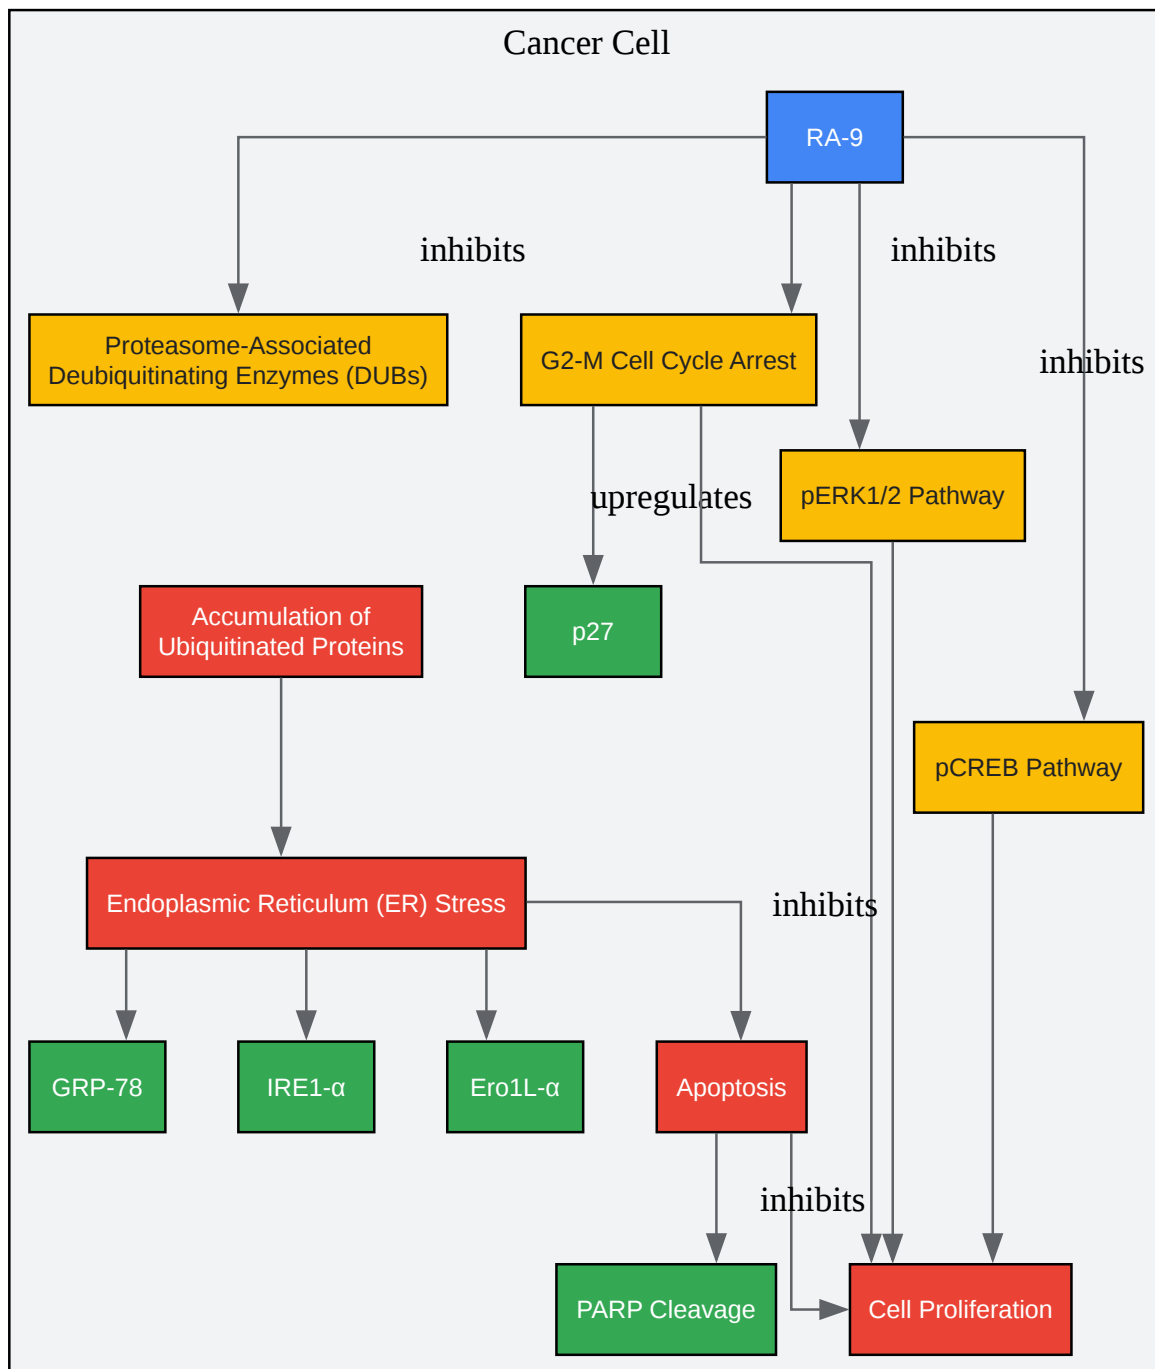 Cancer Cell
RA-9
inhibits
inhibits
Proteasome-Associated
Deubiquitinating Enzymes (DUBs)
G2-M Cell Cycle Arrest
inhibits
upregulates
pERK1/2 Pathway
Accumulation of
Ubiquitinated Proteins
p27
pCREB Pathway
Endoplasmic Reticulum (ER) Stress
inhibits
GRP-78
IRE1-α
Ero1L-α
Apoptosis
inhibits
PARP Cleavage
Cell Proliferation